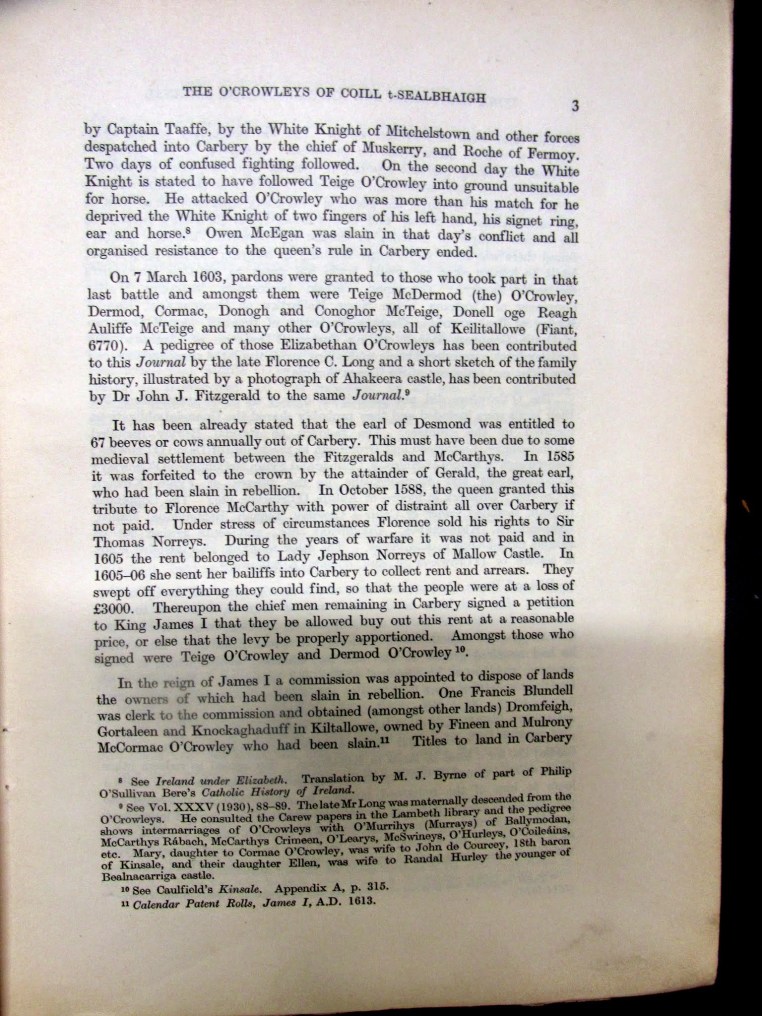 THE O'CROWLEYS OF COILL t-SEALBHAIGH
3
by Captain Taaffe, by the White Knight of Mitchelstown and other forces
despatched into Carbery by the chief of Muskerry, and Roche of Fermoy.
Two days of confused fighting followed. On the second day the White
Knight is stated to have followed Teige O'Crowley into ground unsuitable
for horse. He attacked O'Crowley who was more than his match for he
deprived the White Knight of two fingers of his left hand, his signet ring,
ear and horse.⁸ Owen McEgan was slain in that day's conflict and all
organised resistance to the queen's rule in Carbery ended.
On 7 March 1603, pardons were granted to those who took part in that
last battle and amongst them were Teige McDermod (the) O'Crowley,
Dermod, Cormac, Donogh and Conoghor McTeige, Donell oge Reagh
Auliffe McTeige and many other O'Crowleys, all of Keilitallowe (Fiant,
6770). A pedigree of those Elizabethan O'Crowleys has been contributed
to this Journal by the late Florence C. Long and a short sketch of the family
history, illustrated by a photograph of Ahakeera castle, has been contributed
by Dr John J. Fitzgerald to the same Journal.⁹
It has been already stated that the earl of Desmond was entitled to
67 beeves or cows annually out of Carbery. This must have been due to some
medieval settlement between the Fitzgeralds and McCarthys. In 1585
it was forfeited to the crown by the attainder of Gerald, the great earl,
who had been slain in rebellion. In October 1588, the queen granted this
tribute to Florence McCarthy with power of distraint all over Carbery if
not paid. Under stress of circumstances Florence sold his rights to Sir
Thomas Norreys. During the years of warfare it was not paid and in
1605 the rent belonged to Lady Jephson Norreys of Mallow Castle. In
1605–06 she sent her bailiffs into Carbery to collect rent and arrears. They
swept off everything they could find, so that the people were at a loss of
£3000. Thereupon the chief men remaining in Carbery signed a petition
to King James I that they be allowed buy out this rent at a reasonable
price, or else that the levy be properly apportioned. Amongst those who
signed were Teige O'Crowley and Dermod O'Crowley ¹⁰.
In the reign of James I a commission was appointed to dispose of lands
the owners of which had been slain in rebellion. One Francis Blundell
was clerk to the commission and obtained (amongst other lands) Dromfeigh,
Gortaleen and Knockaghaduff in Kiltallowe, owned by Fineen and Mulrony
McCormac O'Crowley who had been slain.¹¹ Titles to land in Carbery
⁸ See Ireland under Elizabeth. Translation by M. J. Byrne of part of Philip
O'Sullivan Bere's Catholic History of Ireland.
⁹ See Vol. XXXV (1930), 88–89. The late Mr Long was maternally descended from the
O'Crowleys. He consulted the Carew papers in the Lambeth library and the pedigree
shows intermarriages of O'Crowleys with O'Murrihys (Murrays) of Ballymodan,
McCarthys Rábach, McCarthys Crimeen, O'Learys, McSwineys, O'Hurleys, O'Coileáins,
etc. Mary, daughter to Cormac O'Crowley, was wife to John de Courcey, 18th baron
of Kinsale, and their daughter Ellen, was wife to Randal Hurley the younger of
Bealnacarriga castle.
¹⁰ See Caulfield's Kinsale. Appendix A, p. 315.
¹¹ Calendar Patent Rolls, James I, A.D. 1613.